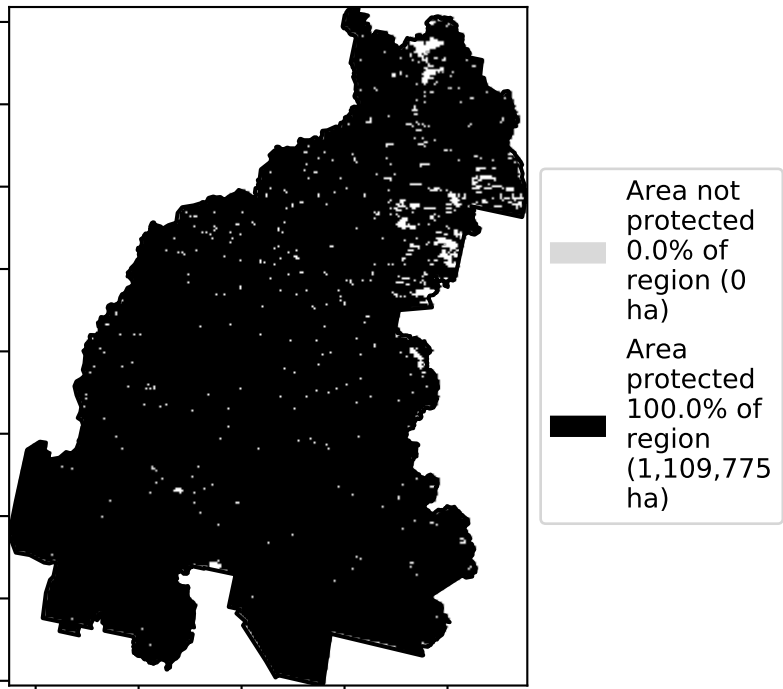 Area not
protected
0.0% of
region (0
ha)
Area
protected
100.0% of
region
(1,109,775
ha)